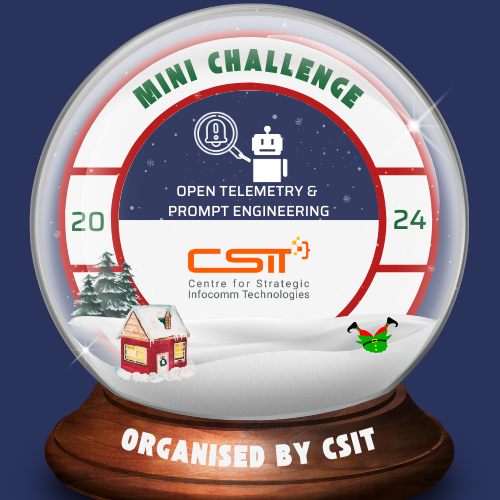 MINI CHALLENGE
OPEN TELEMETRY &
PROMPT ENGINEERING
20
24
CSIT
Centre for Strategic
Infocomm Technologies
ORGANISED BY CSIT